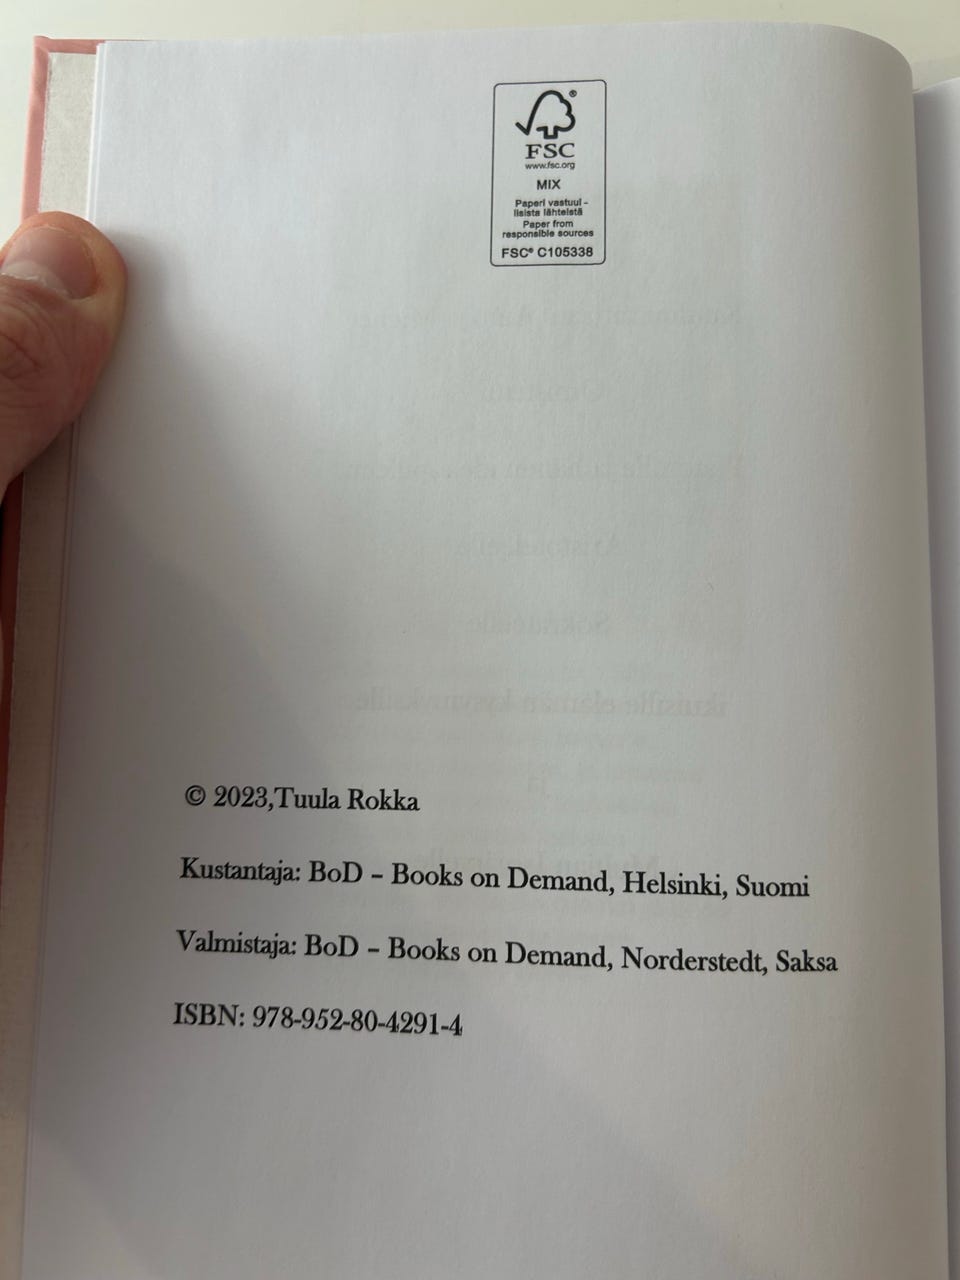 FSC
www.fsc.org
MIX
Paperi vastuul-
lisista lähteistä
Paper from
responsible sources
FSC® C105338
© 2023,Tuula Rokka
Kustantaja: BoD – Books on Demand, Helsinki, Suomi
Valmistaja: BoD – Books on Demand, Norderstedt, Saksa
ISBN: 978-952-80-4291-4